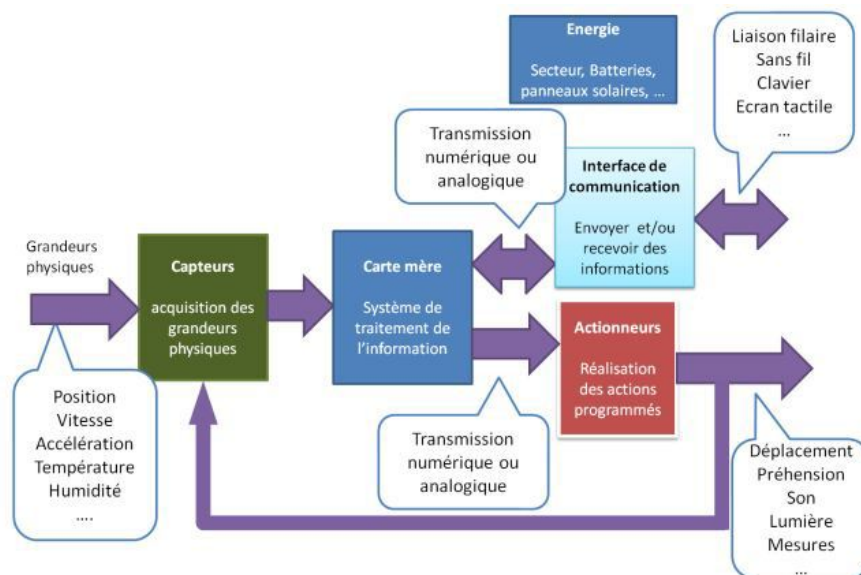 Energie
Secteur, Batteries,
panneaux solaires, ...
Liaison filaire
Sans fil
Clavier
Ecran tactile
...
Transmission
numérique ou
analogique
Interface de
communication
Envoyer et/ou
recevoir des
informations
Grandeurs
physiques
Capteurs
acquisition des
grandeurs
physiques
Carte mère
Système de
traitement de
l'information
Actionneurs
Réalisation
des actions
programmés
Position
Vitesse
Accélération
Température
Humidité
....
Transmission
numérique ou
analogique
Déplacement
Préhension
Son
Lumière
Mesures
...